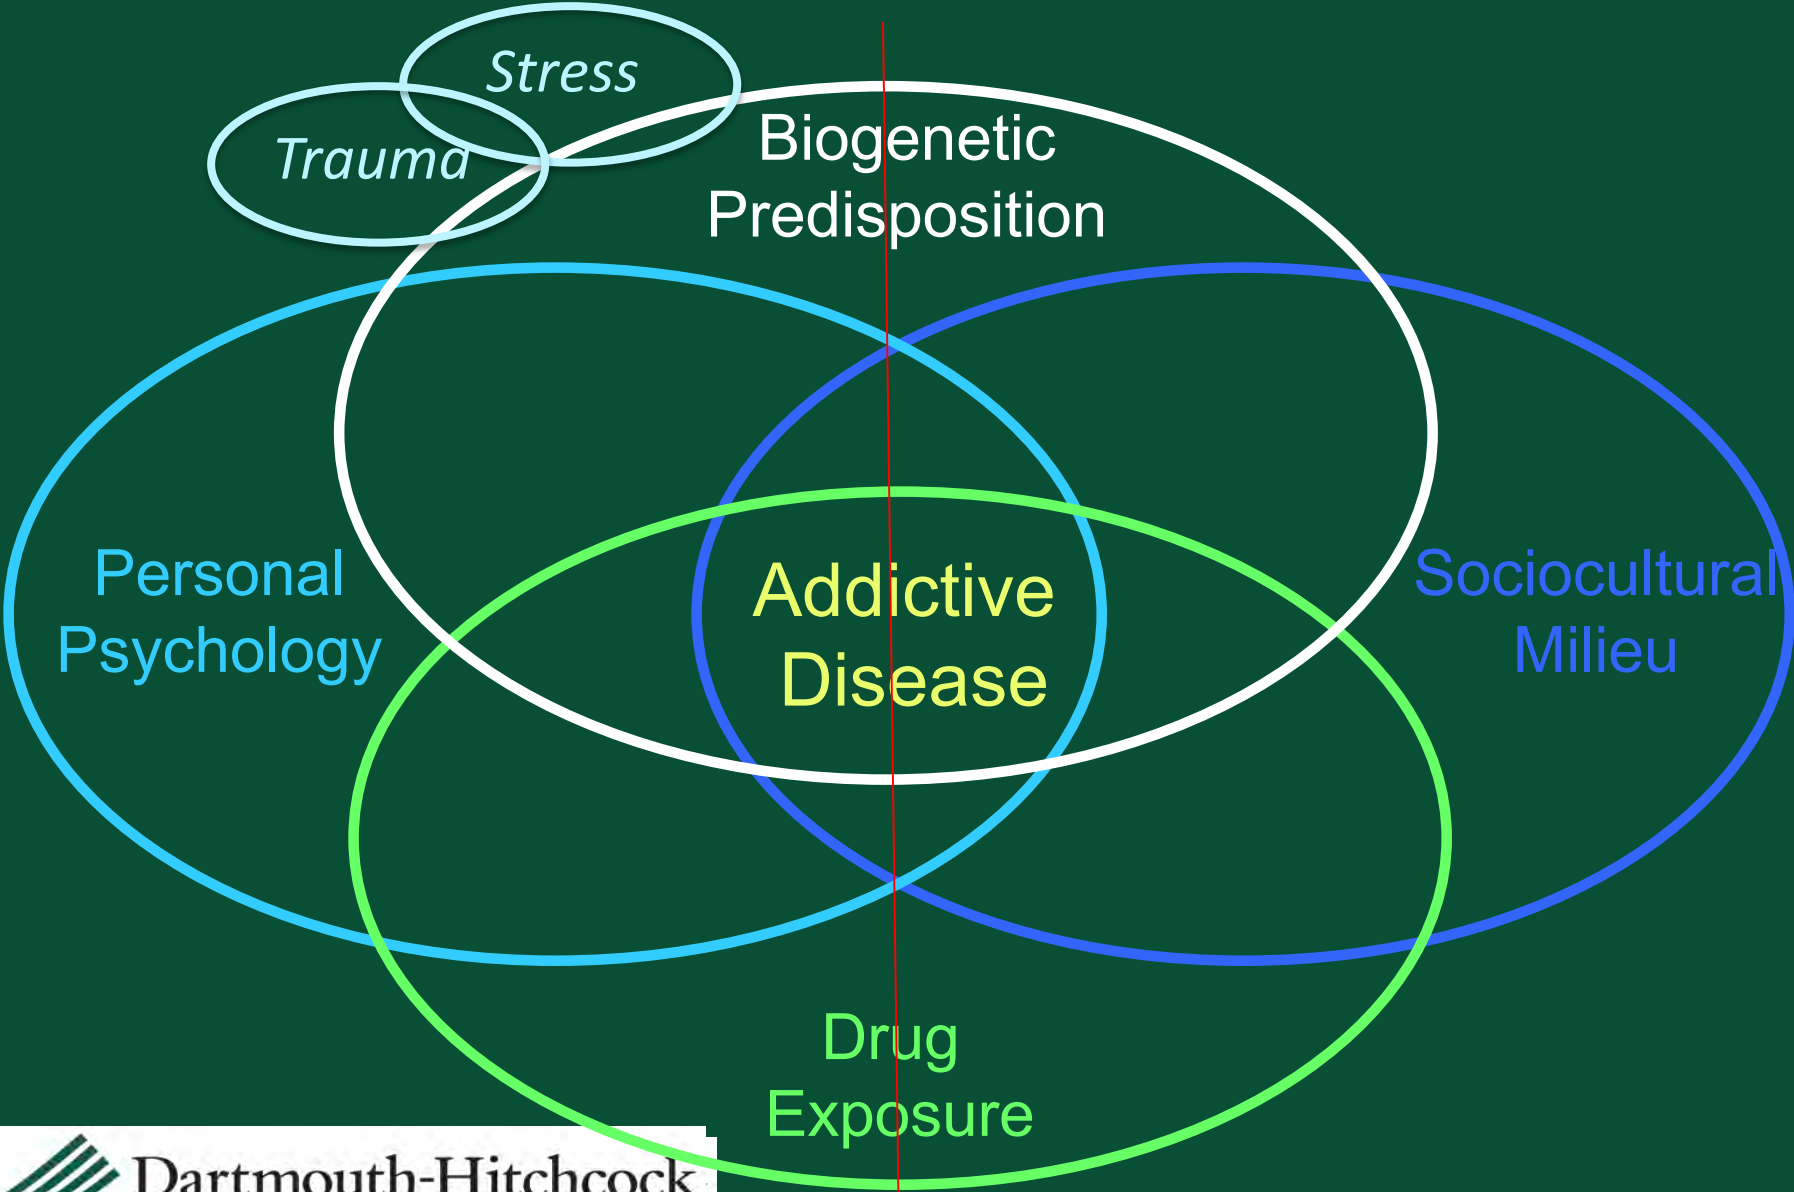 Stress
Trauma
Biogenetic
Predisposition
Personal
Psychology
Addictive
Disease
Sociocultural
Milieu
Drug
Exposure
Dartmouth-Hitchcock